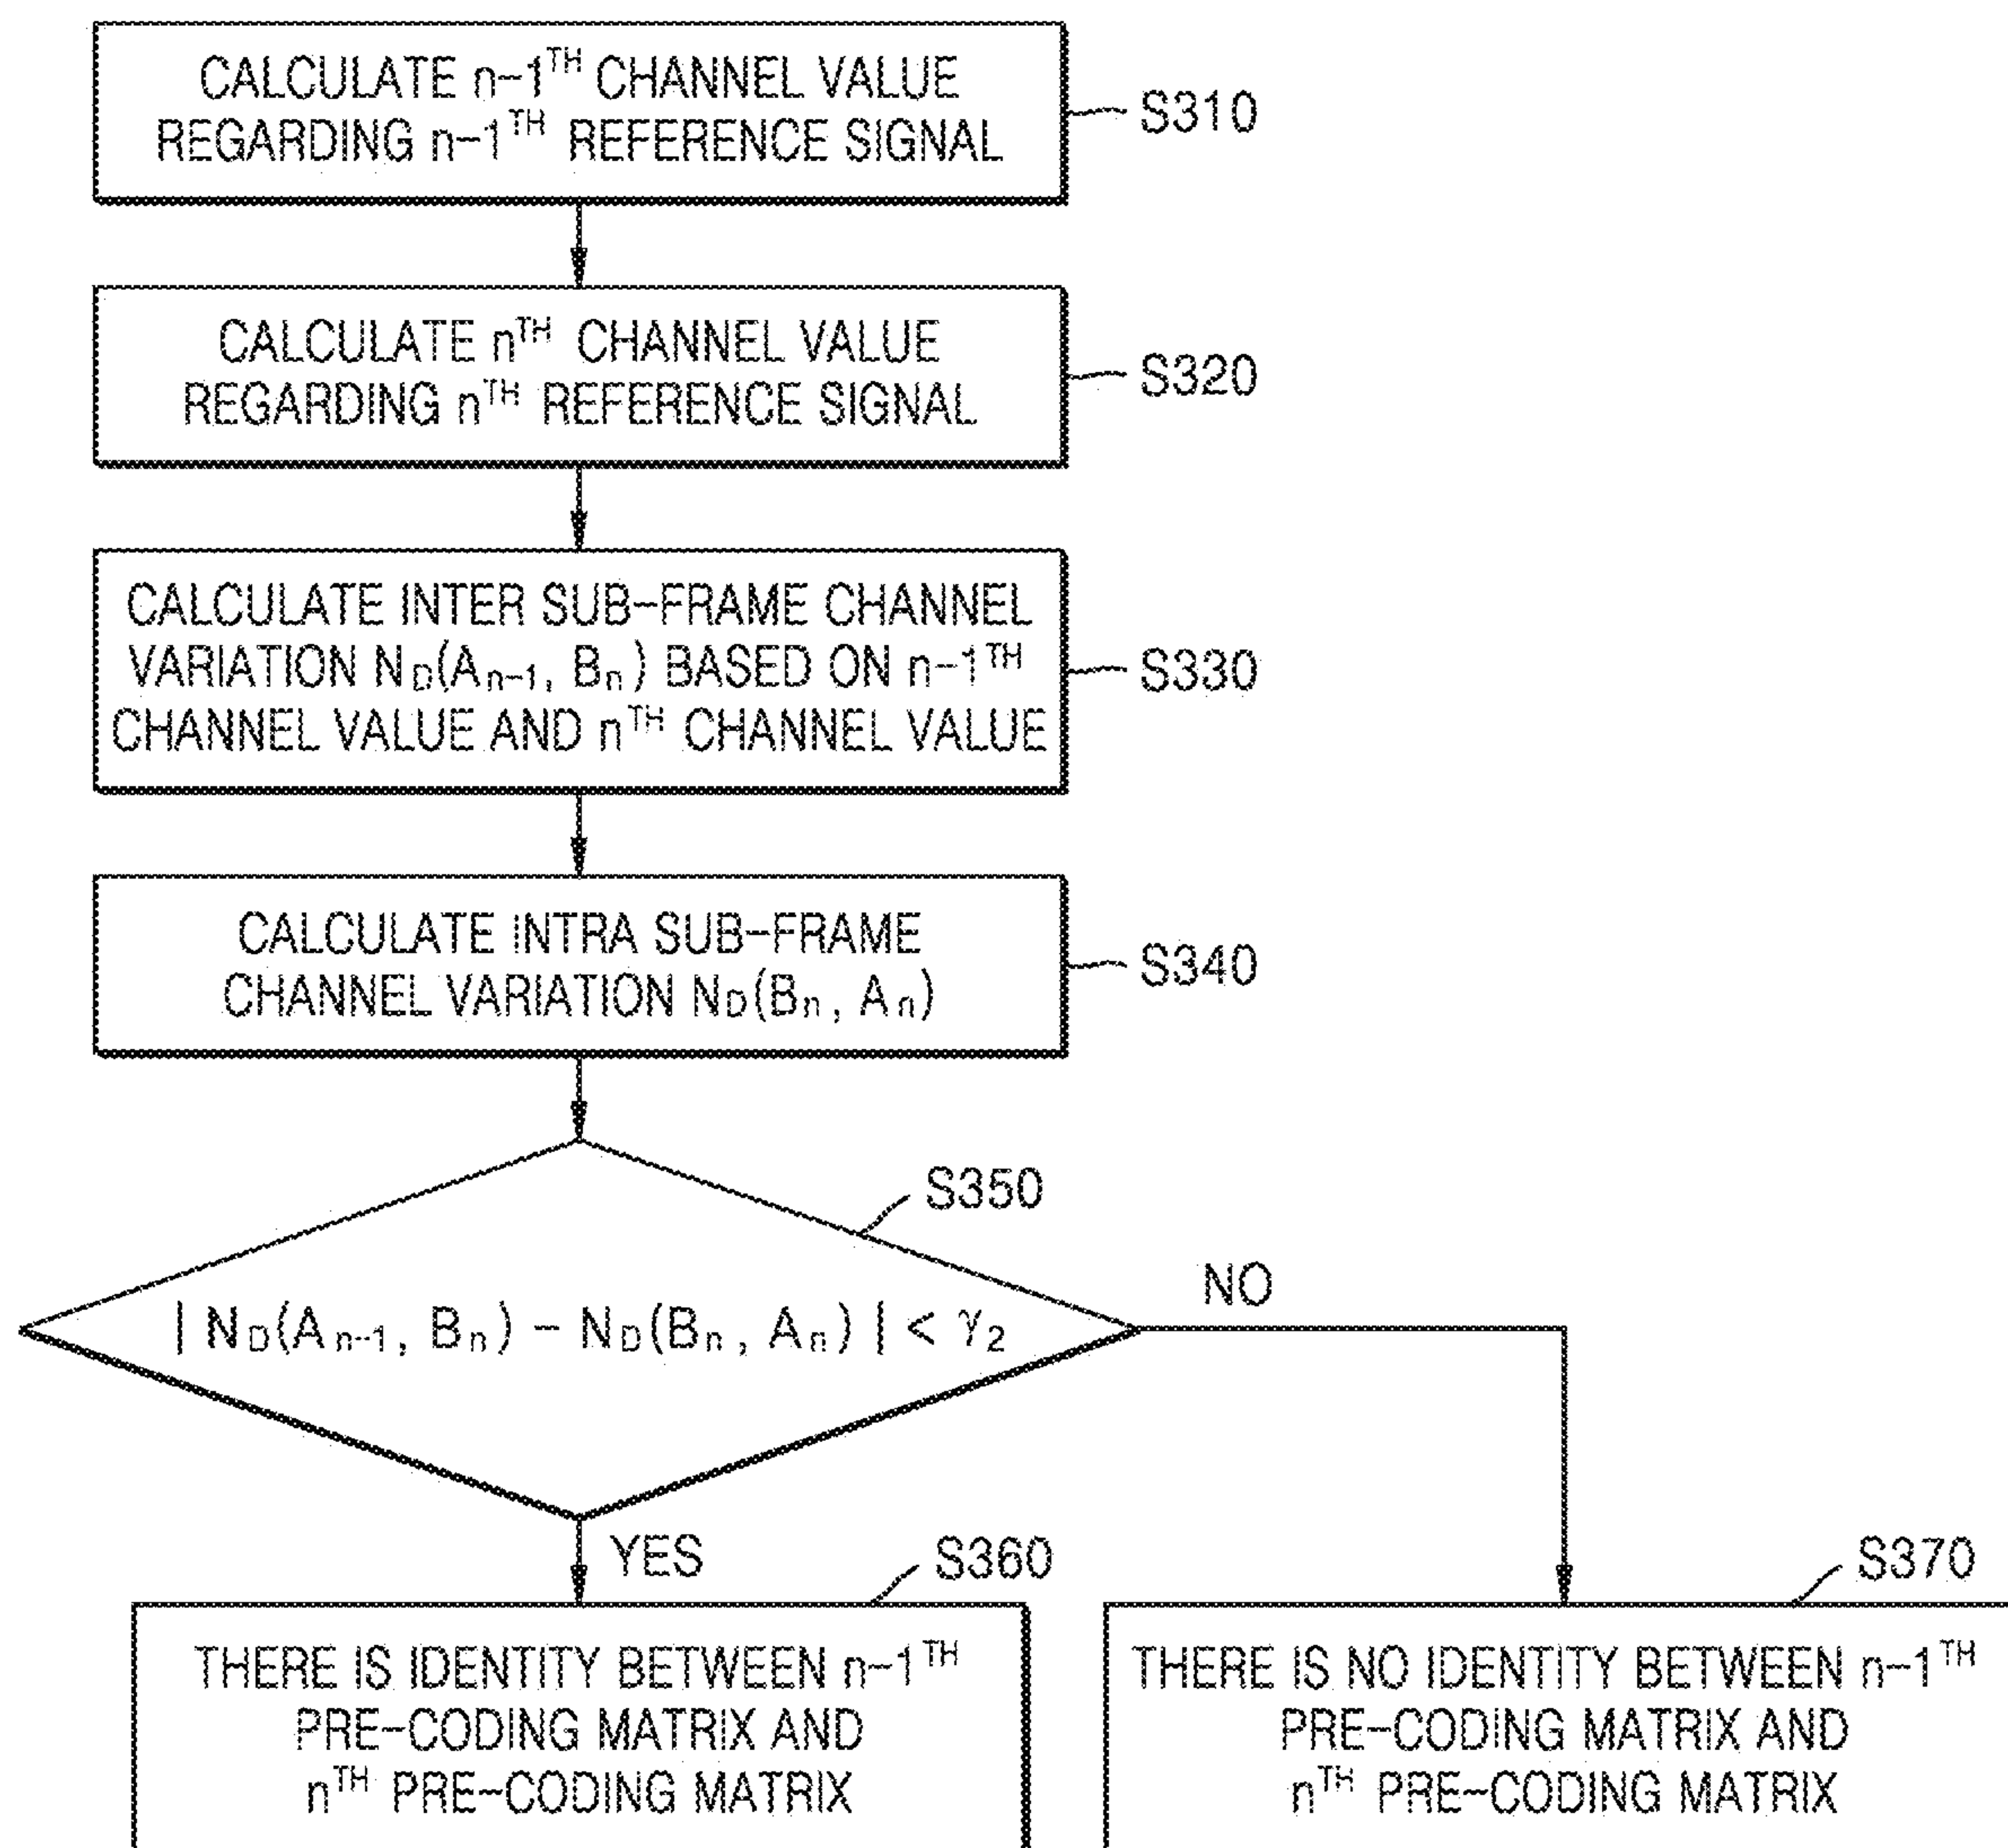 CALCULATE n-1TH CHANNEL VALUE
REGARDING n-1TH REFERENCE SIGNAL
S310
CALCULATE nTH CHANNEL VALUE
REGARDING nTH REFERENCE SIGNAL
S320
CALCULATE INTER SUB-FRAME CHANNEL
VARIATION ND(An-1, Bn) BASED ON n-1TH
CHANNEL VALUE AND nTH CHANNEL VALUE
S330
CALCULATE INTRA SUB-FRAME
CHANNEL VARIATION ND(Bn, An)
S340
S350
| ND(An-1, Bn) - ND(Bn, An) | < γ2
NO
YES
S360
THERE IS IDENTITY BETWEEN n-1TH
PRE-CODING MATRIX AND
nTH PRE-CODING MATRIX
S370
THERE IS NO IDENTITY BETWEEN n-1TH
PRE-CODING MATRIX AND
nTH PRE-CODING MATRIX